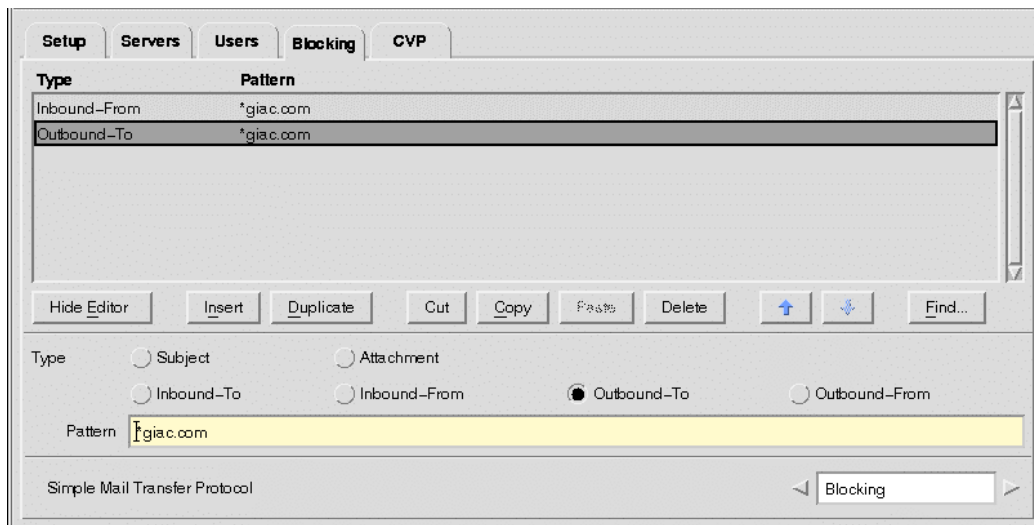 Setup Servers Users Blocking CVP
Type Pattern
Inbound-From *giac.com
Outbound-To *giac.com
Hide Editor Insert Duplicate Cut Copy Paste Delete Find...
Type Subject Attachment
Inbound-To Inbound-From Outbound-To Outbound-From
Pattern *giac.com
Simple Mail Transfer Protocol Blocking